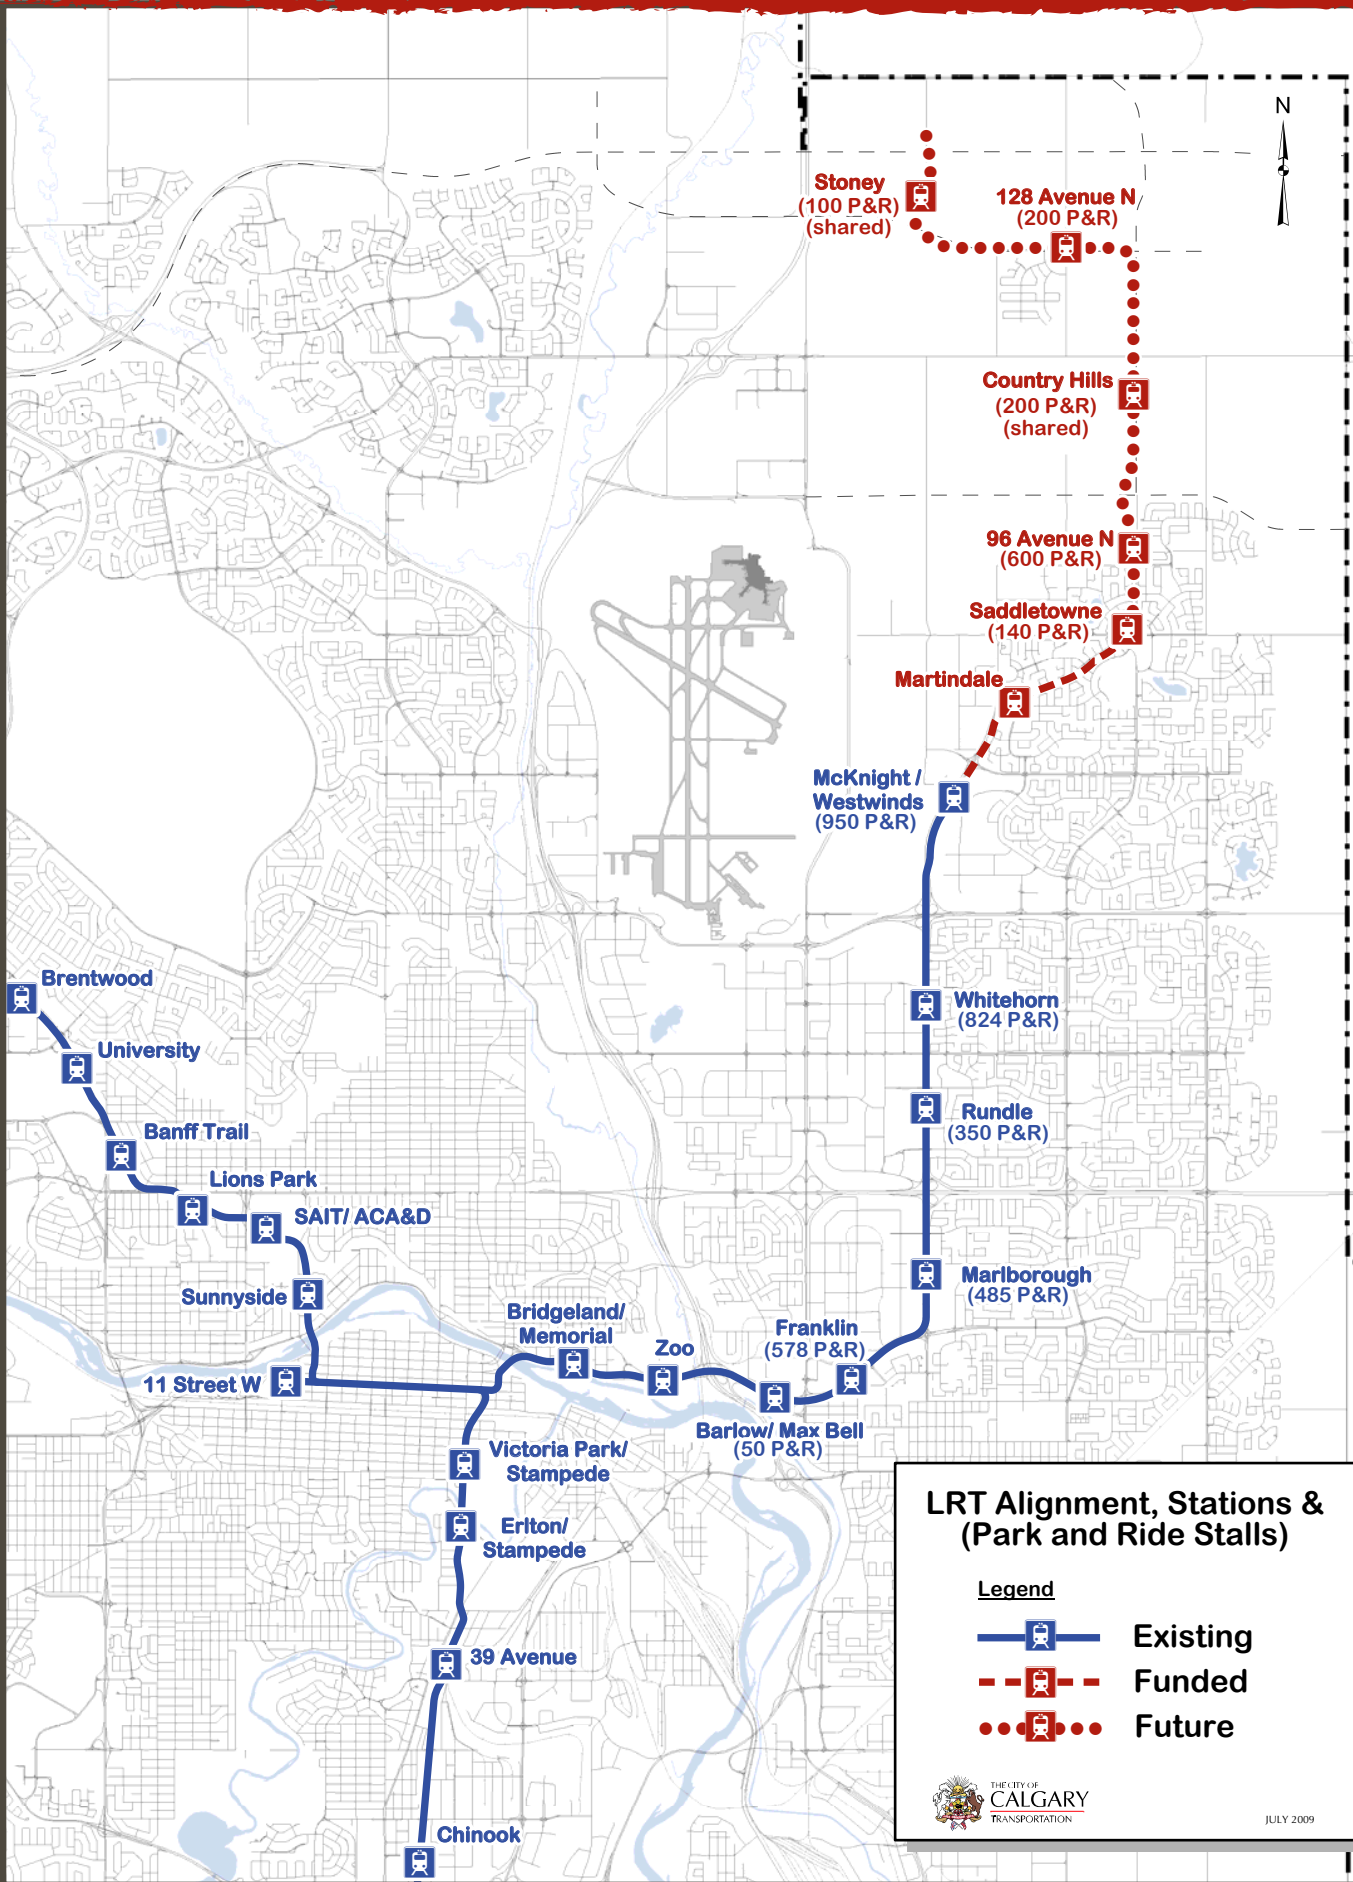 N
Stoney
(100 P&R)
(shared)
128 Avenue N
(200 P&R)
Country Hills
(200 P&R)
(shared)
96 Avenue N
(600 P&R)
Saddletowne
(140 P&R)
Martindale
McKnight /
Westwinds
(950 P&R)
Brentwood
Whitehorn
(824 P&R)
University
Rundle
(350 P&R)
Banff Trail
Lions Park
SAIT/ ACA&D
Marlborough
(485 P&R)
Sunnyside
Bridgeland/
Memorial
Zoo
Franklin
(578 P&R)
11 Street W
Barlow/ Max Bell
(50 P&R)
Victoria Park/
Stampede
Erlton/
Stampede
39 Avenue
Chinook
LRT Alignment, Stations &
(Park and Ride Stalls)
Legend
Existing
Funded
Future
THE CITY OF
CALGARY
TRANSPORTATION
JULY 2009